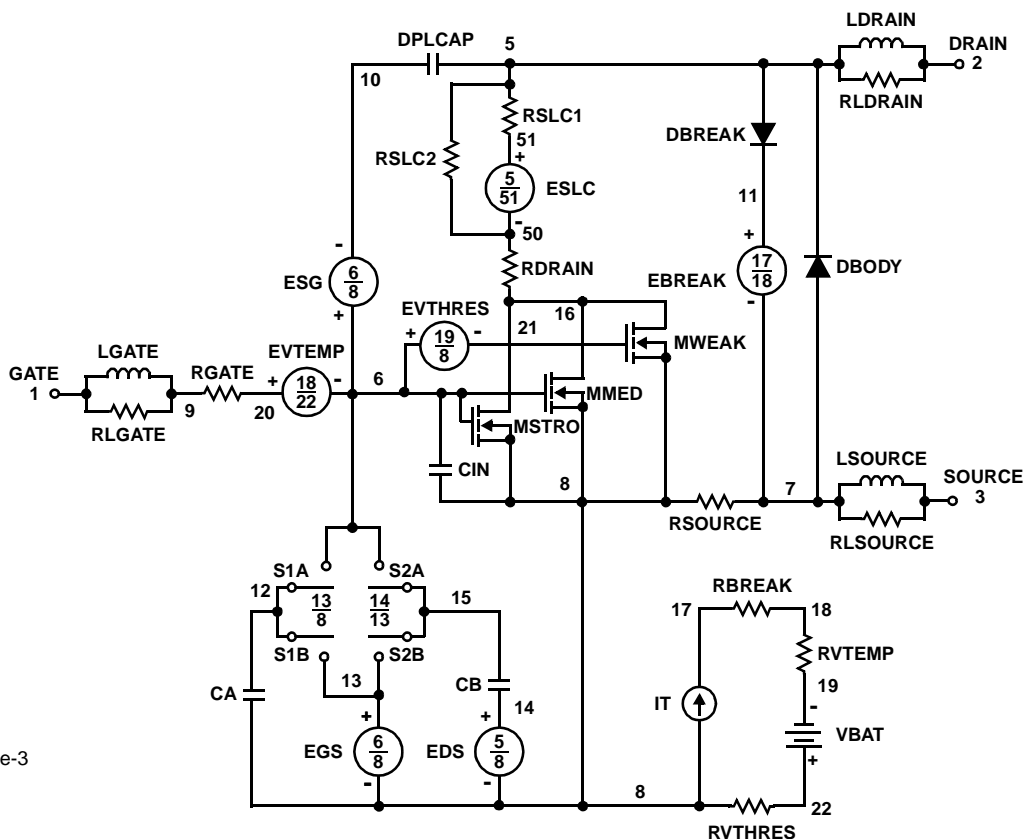 LDRAIN
DPLCAP 5 DRAIN
10 2
RSLC1 RLDRAIN
51 DBREAK
RSLC2 +
5
51 ESLC 11
-
50
- +
RDRAIN 17
18 DBODY
6
8 ESG EBREAK
EVTHRES 16 -
+ 21
+ 19
8 -
MWEAK
LGATE EVTEMP
GATE RGATE + 18
22 - 6
1 MMED
9 20 MSTRO
RLGATE
LSOURCE
CIN 8 7 SOURCE
3
RSOURCE
RLSOURCE
S1A S2A
12 13
8 14
13 15 RBREAK
17 18
S1B S2B
RVTEMP
13 CB
CA 19
14 IT -
+ +
EGS 6
8 EDS 5
8 VBAT
e-3 +
- -
8 22
RVTHRES